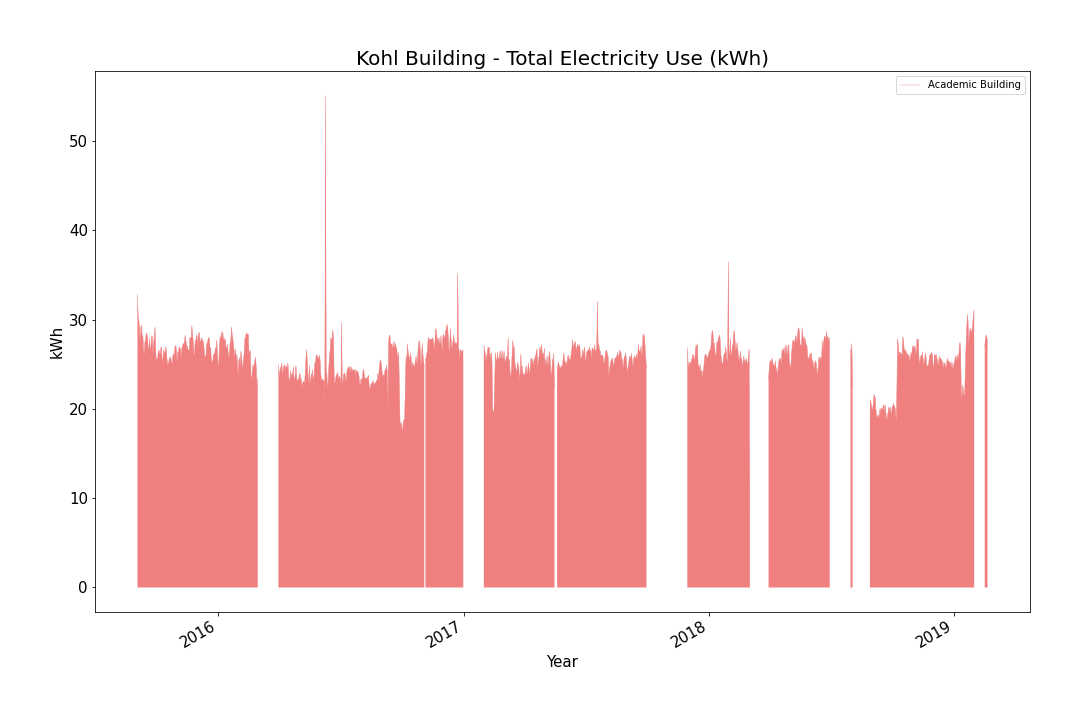 Kohl Building - Total Electricity Use (kWh)
Academic Building
50
40
30
20
10
0
kWh
2016
2017
2018
2019
Year